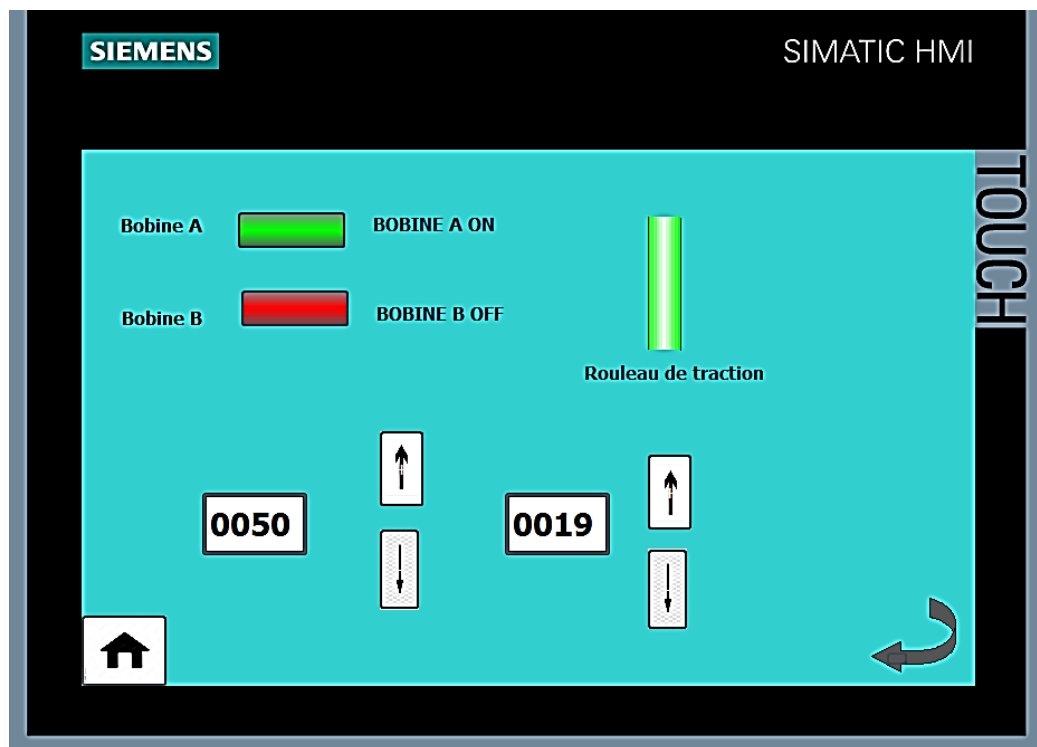 SIEMENS
SIMATIC HMI
TOUCH
Bobine A
BOBINE A ON
Bobine B
BOBINE B OFF
Rouleau de traction
0050
0019